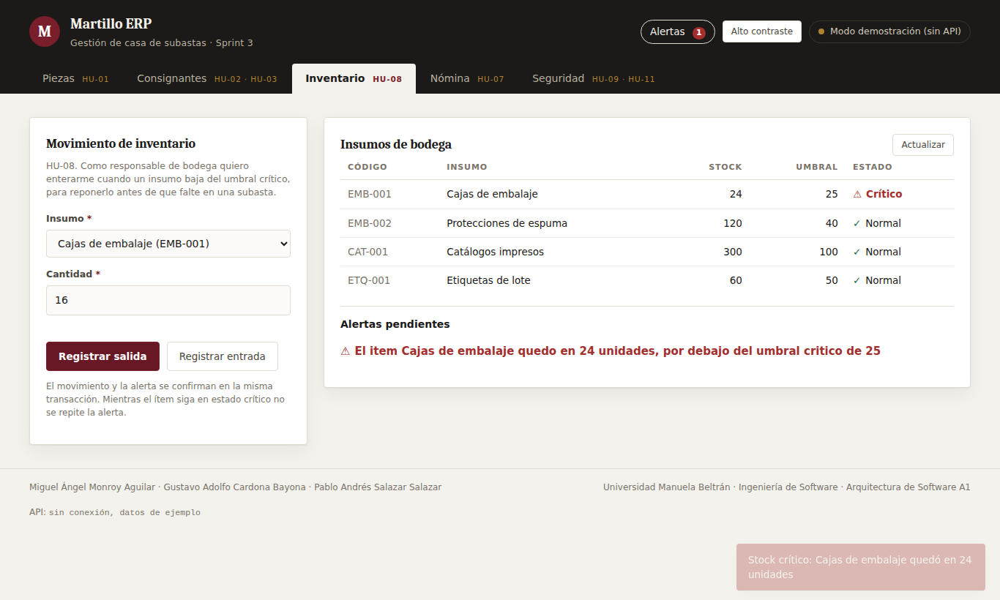 M
Martillo ERP
Gestión de casa de subastas · Sprint 3
Alertas 1
Alto contraste
Modo demostración (sin API)
Piezas HU-01
Consignantes HU-02 · HU-03
Inventario HU-08
Nómina HU-07
Seguridad HU-09 · HU-11
Movimiento de inventario
HU-08. Como responsable de bodega quiero
enterarme cuando un insumo baja del umbral crítico,
para reponerlo antes de que falte en una subasta.
Insumo *
Cajas de embalaje (EMB-001)
Cantidad *
16
Registrar salida
Registrar entrada
El movimiento y la alerta se confirman en la misma
transacción. Mientras el ítem siga en estado crítico no
se repite la alerta.
Insumos de bodega
Actualizar
CÓDIGO INSUMO STOCK UMBRAL ESTADO
EMB-001 Cajas de embalaje 24 25 ⚠ Crítico
EMB-002 Protecciones de espuma 120 40 ✓ Normal
CAT-001 Catálogos impresos 300 100 ✓ Normal
ETQ-001 Etiquetas de lote 60 50 ✓ Normal
Alertas pendientes
⚠ El item Cajas de embalaje quedo en 24 unidades, por debajo del umbral critico de 25
Miguel Ángel Monroy Aguilar · Gustavo Adolfo Cardona Bayona · Pablo Andrés Salazar Salazar
Universidad Manuela Beltrán · Ingeniería de Software · Arquitectura de Software A1
API: sin conexión, datos de ejemplo
Stock crítico: Cajas de embalaje quedó en 24
unidades